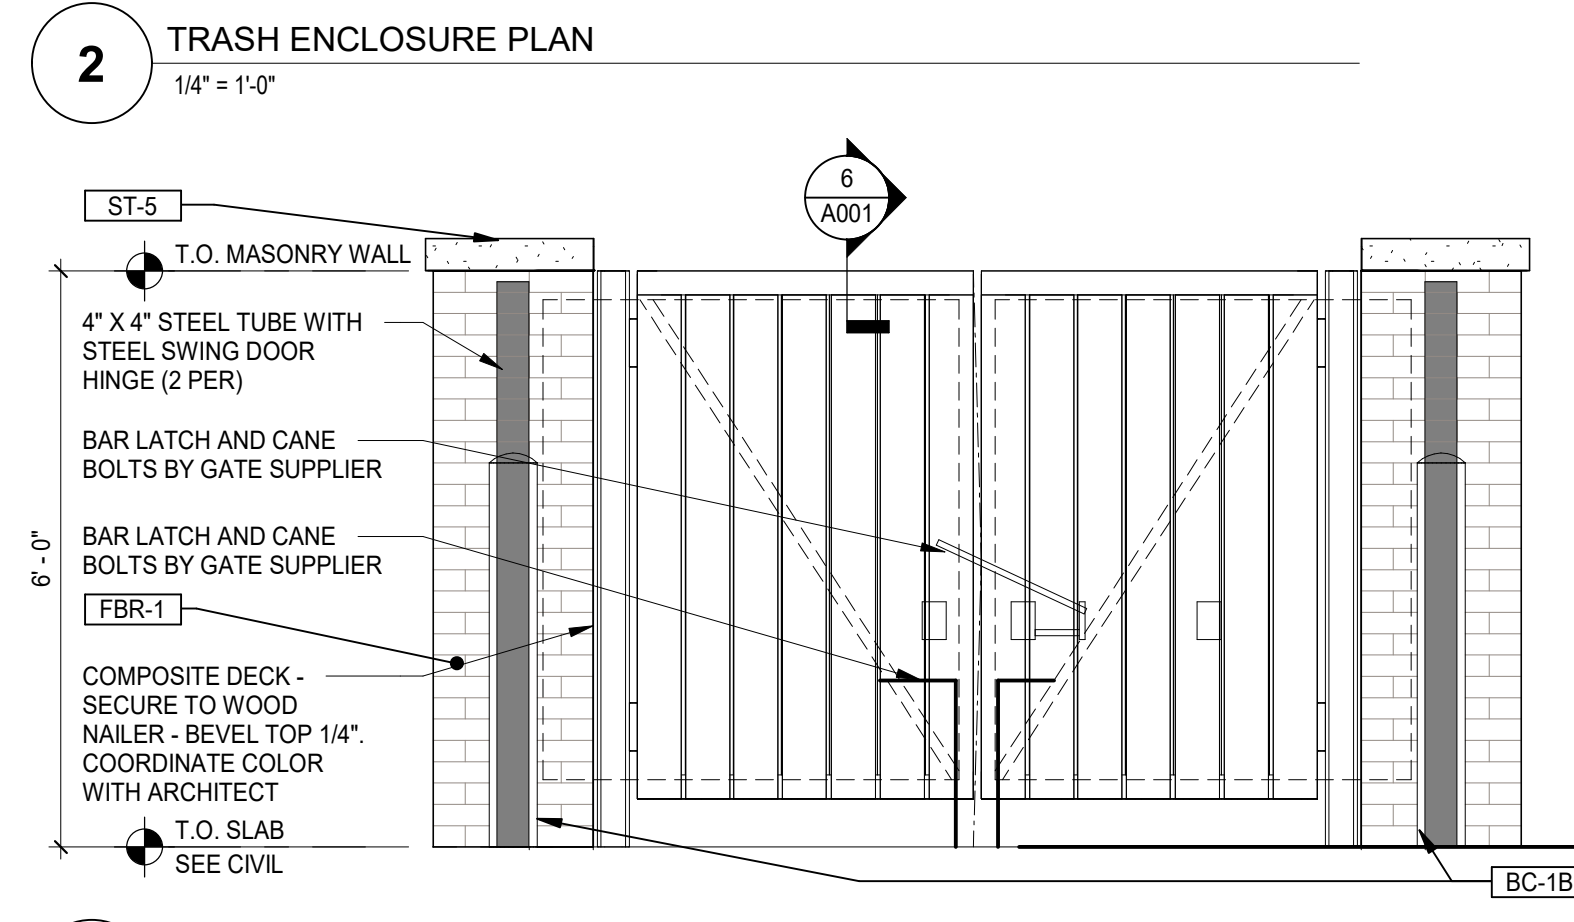 2
TRASH ENCLOSURE PLAN
1/4" = 1'-0"
6
A001
ST-5
T.O. MASONRY WALL
4" X 4" STEEL TUBE WITH
STEEL SWING DOOR
HINGE (2 PER)
BAR LATCH AND CANE
BOLTS BY GATE SUPPLIER
BAR LATCH AND CANE
BOLTS BY GATE SUPPLIER
6' - 0"
FBR-1
COMPOSITE DECK -
SECURE TO WOOD
NAILER - BEVEL TOP 1/4".
COORDINATE COLOR
WITH ARCHITECT
T.O. SLAB
SEE CIVIL
BC-1B